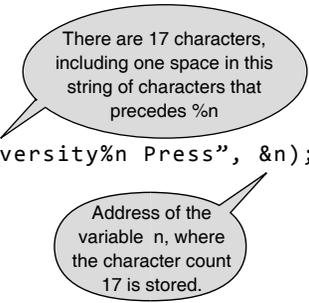 There are 17 characters,
including one space in this
string of characters that
precedes %n
versity%n Press”, &n);
Address of the
variable n, where
the character count
17 is stored.